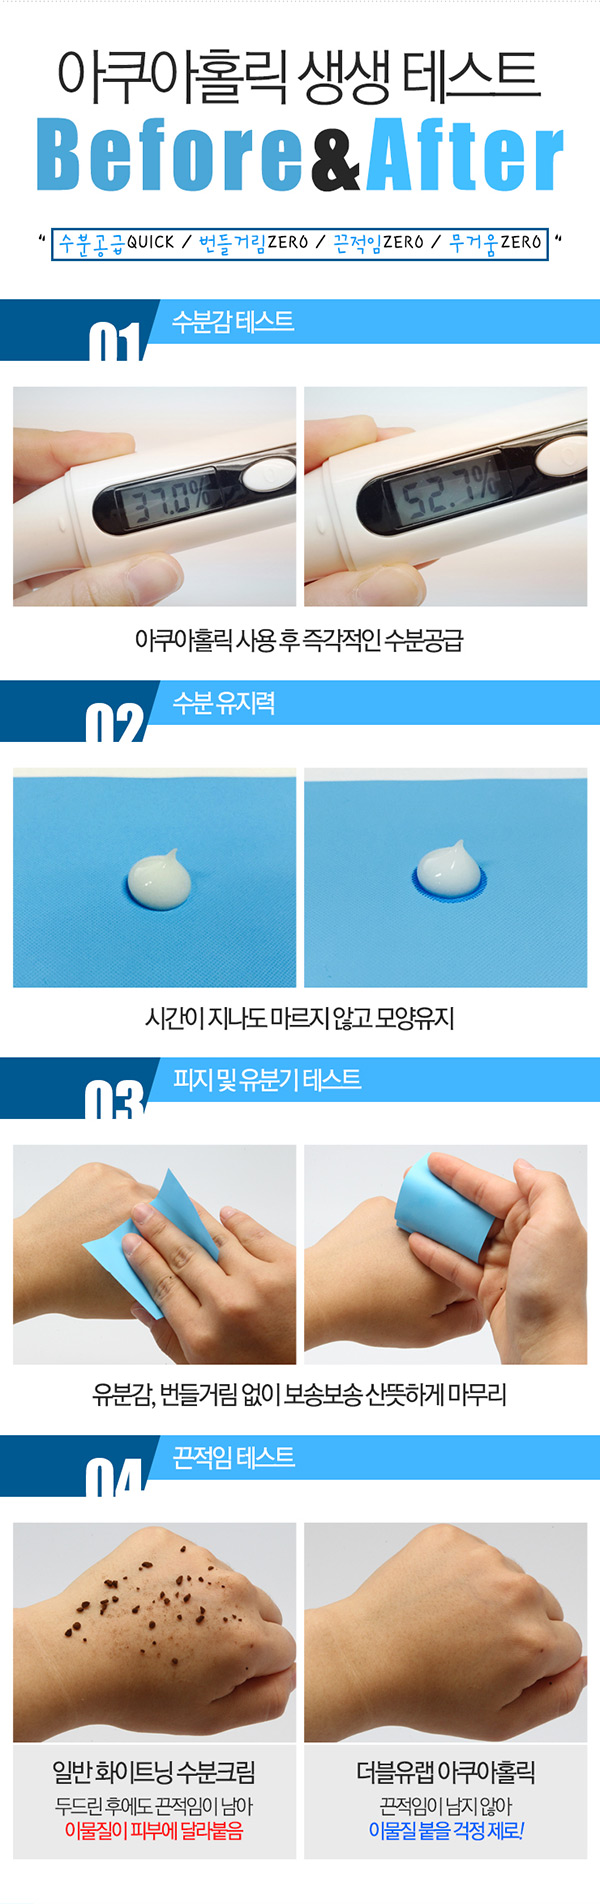 아쿠아홀릭 생생 테스트
Before&After
“ 수분공급QUICK / 번들거림ZERO / 끈적임ZERO / 무거움ZERO “
01 수분감 테스트
37.0% 52.7%
아쿠아홀릭 사용 후 즉각적인 수분공급
02 수분 유지력
시간이 지나도 마르지 않고 모양유지
03 피지 및 유분기 테스트
유분감, 번들거림 없이 보송보송 산뜻하게 마무리
04 끈적임 테스트
일반 화이트닝 수분크림
두드린 후에도 끈적임이 남아
이물질이 피부에 달라붙음
더블유랩 아쿠아홀릭
끈적임이 남지 않아
이물질 붙을 걱정 제로!